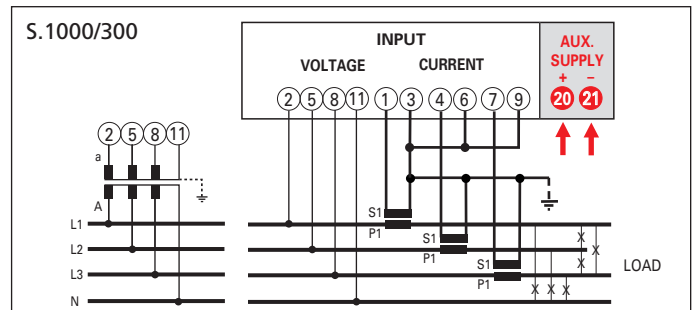 S.1000/300
INPUT
VOLTAGE CURRENT
AUX.
SUPPLY
+ –
2 5 8 11 1 3 4 6 7 9 20 21
2 5 8 11
a
A
L1
L2
L3
N
S1
P1
S1
P1
S1
P1
X
X
X
X X X
LOAD